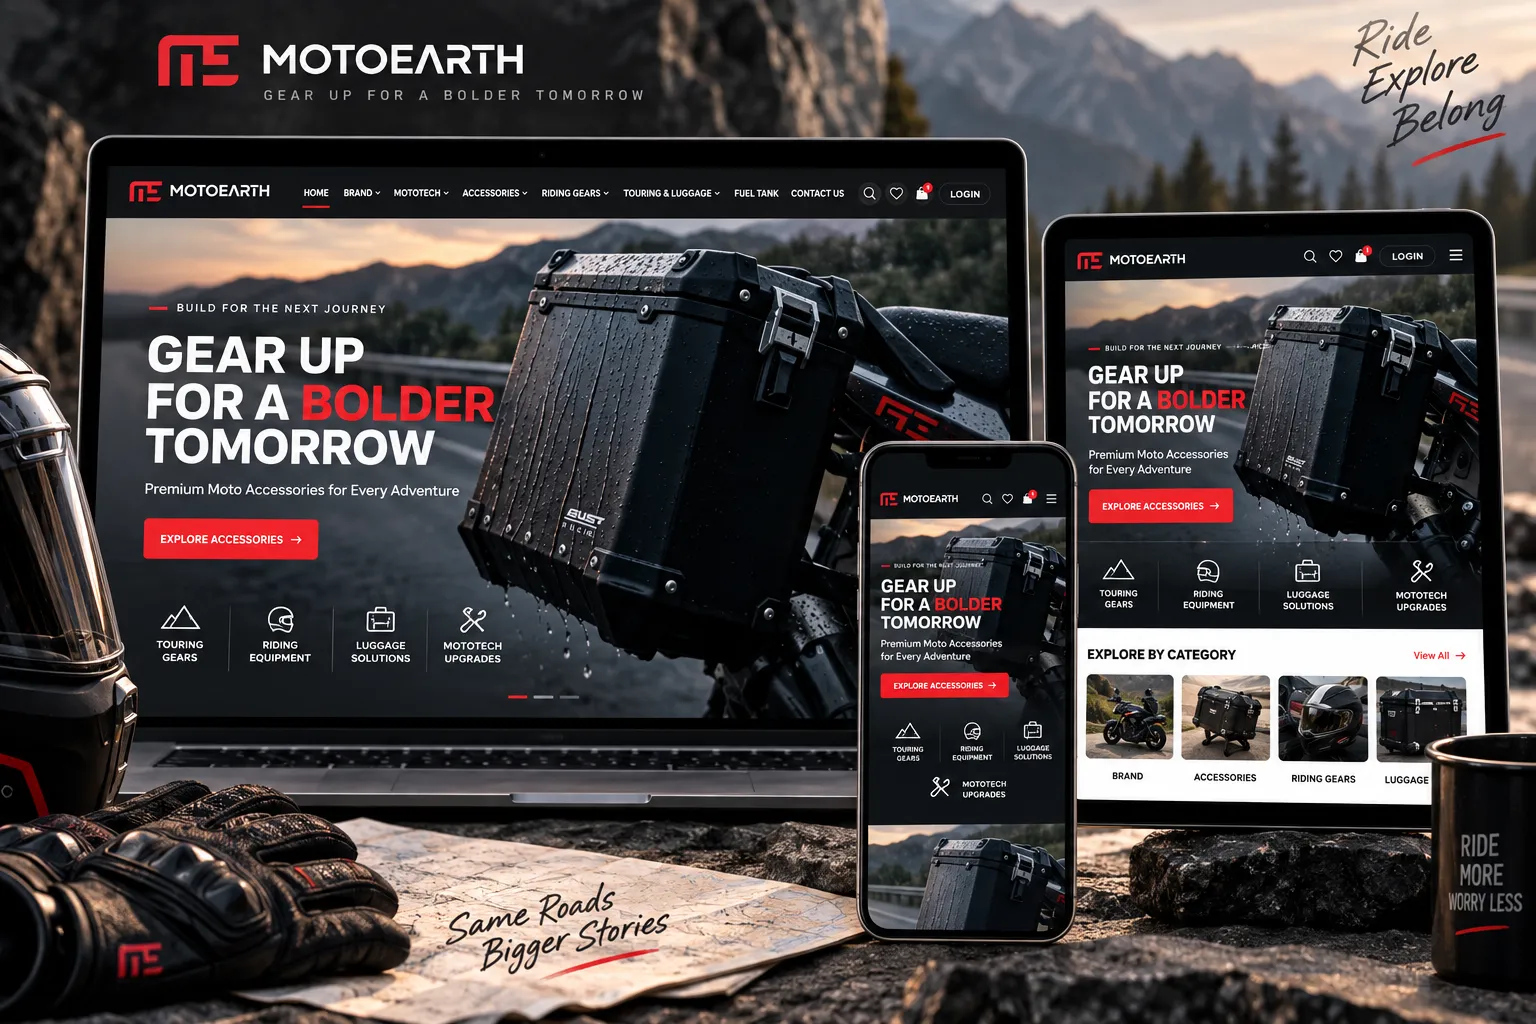 MOTOEARTH
GEAR UP FOR A BOLDER TOMORROW
Ride
Explore
Belong
MOTOEARTH
HOME BRAND MOTOTECH ACCESSORIES RIDING GEARS TOURING & LUGGAGE FUEL TANK CONTACT US LOGIN
BUILD FOR THE NEXT JOURNEY
GEAR UP
FOR A BOLDER
TOMORROW
Premium Moto Accessories for Every Adventure
EXPLORE ACCESSORIES →
TOURING
GEARS
RIDING
EQUIPMENT
LUGGAGE
SOLUTIONS
MOTOTECH
UPGRADES
MOTOEARTH
LOGIN
BUILD FOR THE NEXT JOURNEY
GEAR UP
FOR A BOLDER
TOMORROW
Premium Moto Accessories
for Every Adventure
EXPLORE ACCESSORIES →
TOURING
GEARS
RIDING
EQUIPMENT
LUGGAGE
SOLUTIONS
MOTOTECH
UPGRADES
EXPLORE BY CATEGORY
View All →
BRAND
ACCESSORIES
RIDING GEARS
LUGGAGE
MOTOEARTH
BUILD FOR THE NEXT JOURNEY
GEAR UP
FOR A BOLDER
TOMORROW
Premium Moto Accessories
for Every Adventure
EXPLORE ACCESSORIES →
TOURING
GEARS
RIDING
EQUIPMENT
LUGGAGE
SOLUTIONS
MOTOTECH
UPGRADES
Same Roads
Bigger Stories
RIDE
MORE
WORRY LESS